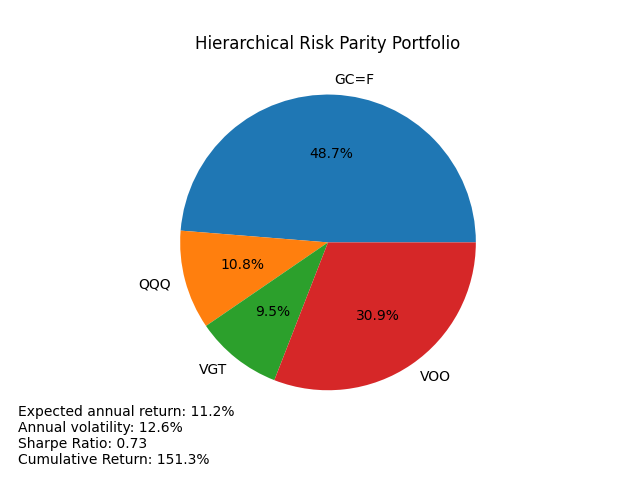 Hierarchical Risk Parity Portfolio
GC=F
48.7%
10.8%
QQQ
9.5%
30.9%
VGT
VOO
Expected annual return: 11.2%
Annual volatility: 12.6%
Sharpe Ratio: 0.73
Cumulative Return: 151.3%